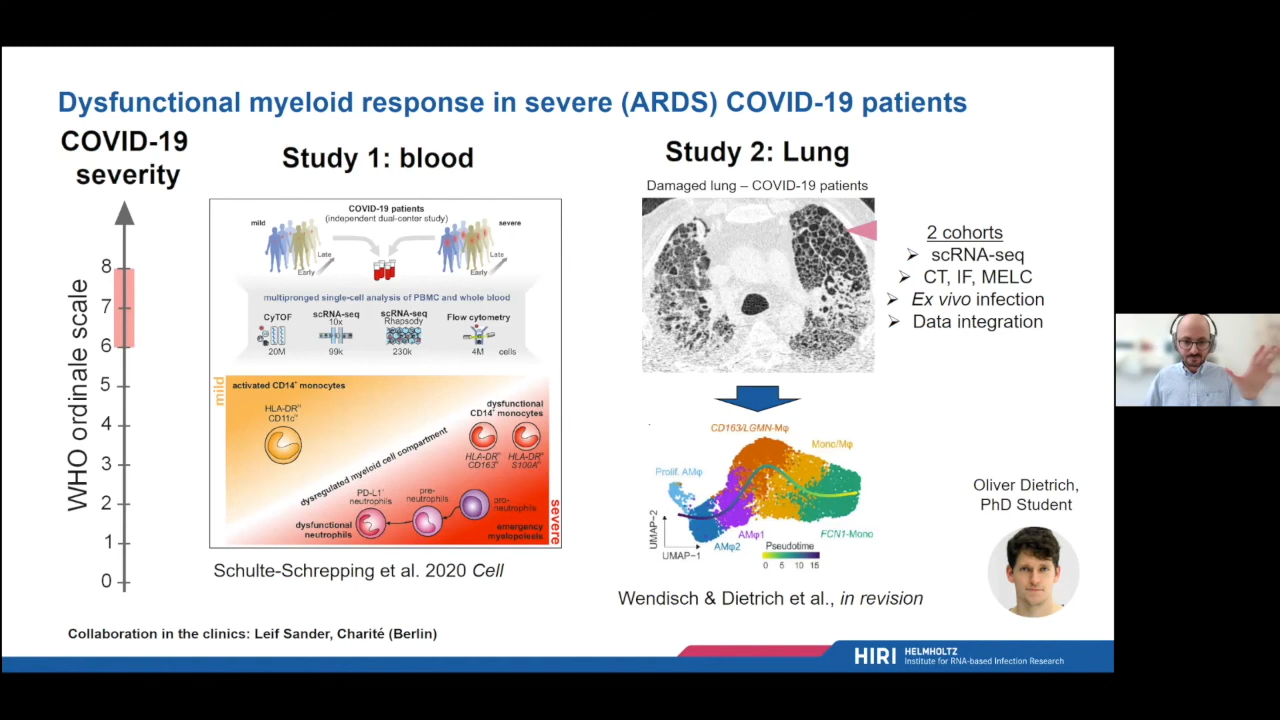 Dysfunctional myeloid response in severe (ARDS) COVID-19 patients
COVID-19
severity
WHO ordinale scale
8
7
6
5
4
3
2
1
0
Study 1: blood
COVID-19 patients
(independent dual-center study)
mild
severe
Late
Early
Late
Early
multipronged single-cell analysis of PBMC and whole blood
CyTOF
scRNA-seq
10x
scRNA-seq
Rhapsody
Flow cytometry
20M
99k
230k
4M
cells
mild
activated CD14⁺ monocytes
HLA-DRʰⁱ
CD11cʰⁱ
dysfunctional
CD14⁺ monocytes
HLA-DRˡᵒ
CD163ʰⁱ
HLA-DRˡᵒ
S100Aʰⁱ
dysregulated myeloid cell compartment
PD-L1⁺
neutrophils
pre-
neutrophils
pro-
neutrophils
dysfunctional
neutrophils
emergency
myelopoiesis
severe
Schulte-Schrepping et al. 2020 Cell
Study 2: Lung
Damaged lung – COVID-19 patients
2 cohorts
➢ scRNA-seq
➢ CT, IF, MELC
➢ Ex vivo infection
➢ Data integration
CD163/LGMN-Mφ
Mono/Mφ
Prolif. AMφ
AMφ1
AMφ2
FCN1-Mono
UMAP-2
UMAP-1
Pseudotime
0 5 10 15
Wendisch & Dietrich et al., in revision
Oliver Dietrich,
PhD Student
Collaboration in the clinics: Leif Sander, Charité (Berlin)
HIRI
HELMHOLTZ
Institute for RNA-based Infection Research